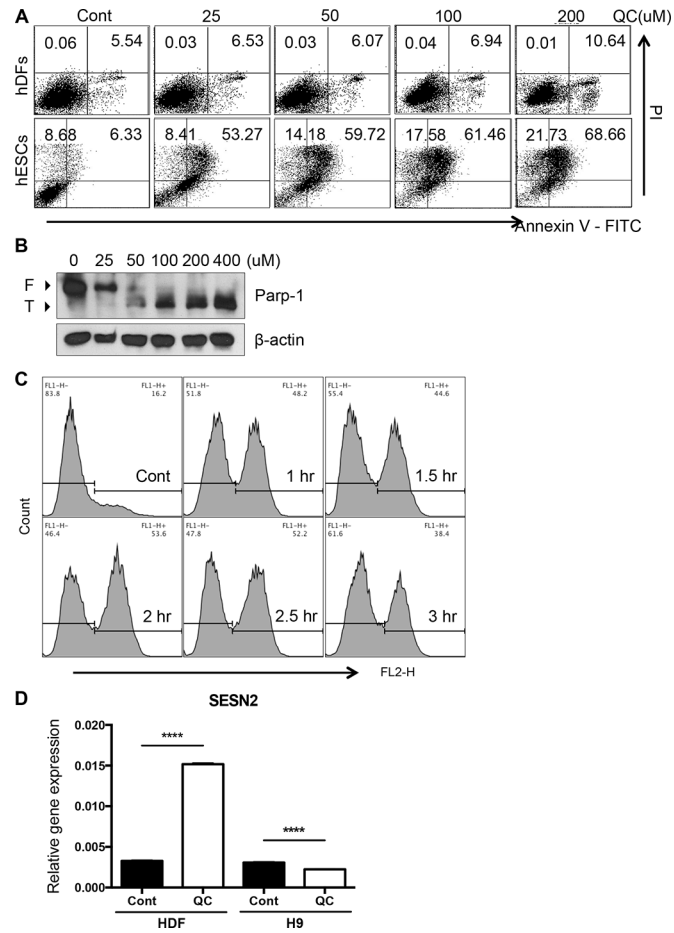 A Cont 25 50 100 200 QC(uM)
hDFs
0.06 5.54 0.03 6.53 0.03 6.07 0.04 6.94 0.01 10.64
hESCs
8.68 6.33 8.41 53.27 14.18 59.72 17.58 61.46 21.73 68.66
PI
Annexin V - FITC
B
0 25 50 100 200 400 (uM)
F
T
Parp-1
β-actin
C
Count
FL1-H- FL1-H+ FL1-H- FL1-H+ FL1-H- FL1-H+
83.8 16.2 51.8 48.2 55.4 44.6
Cont 1 hr 1.5 hr
FL1-H- FL1-H+ FL1-H- FL1-H+ FL1-H- FL1-H+
46.4 53.6 47.8 52.2 61.6 38.4
2 hr 2.5 hr 3 hr
FL2-H
D
SESN2
Relative gene expression
0.020
0.015
0.010
0.005
0.000
****
****
Cont QC Cont QC
HDF H9